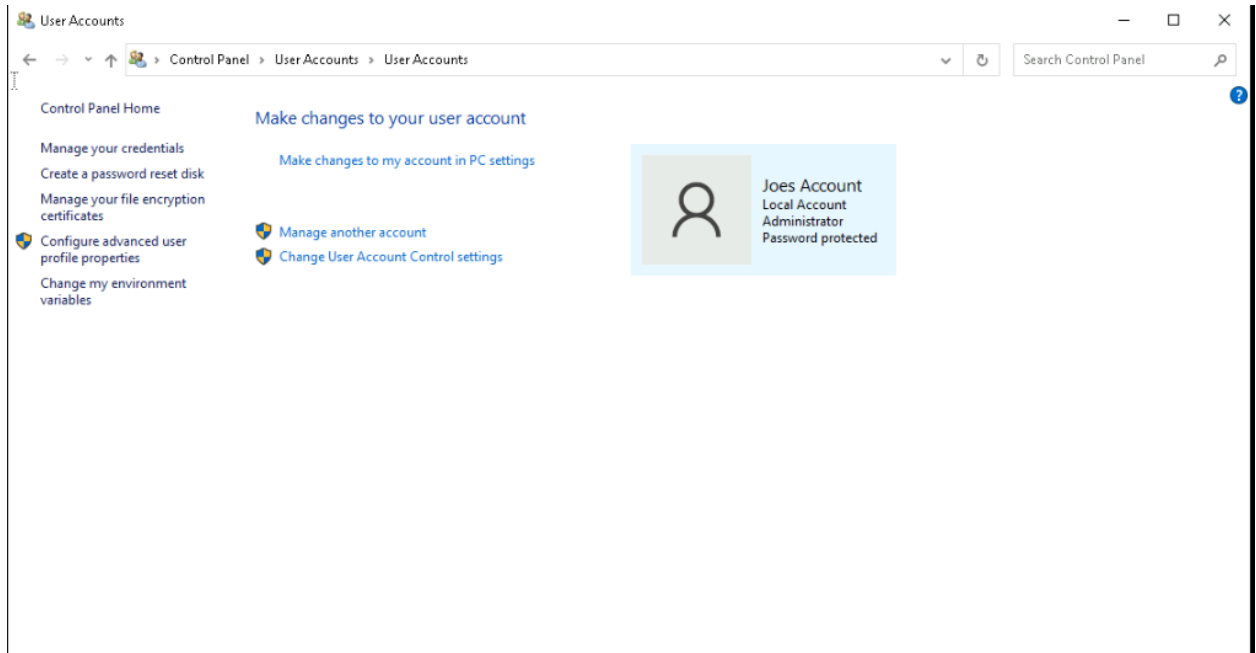 User Accounts
Control Panel > User Accounts > User Accounts
Search Control Panel
Control Panel Home
Manage your credentials
Create a password reset disk
Manage your file encryption
certificates
Configure advanced user
profile properties
Change my environment
variables
Make changes to your user account
Make changes to my account in PC settings
Manage another account
Change User Account Control settings
Joes Account
Local Account
Administrator
Password protected
?